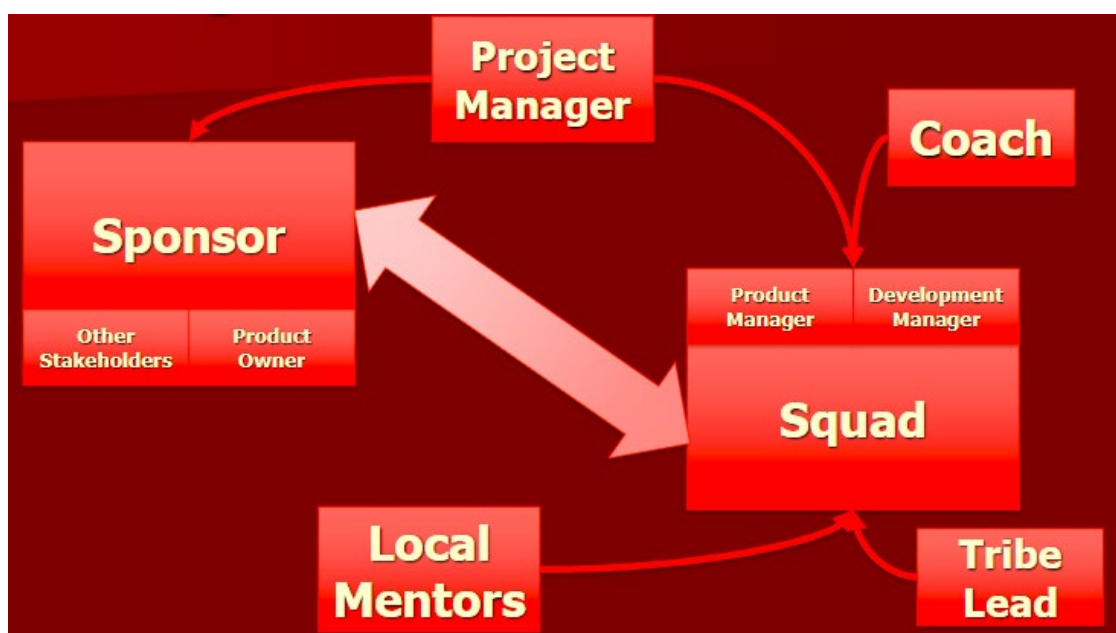 Project
Manager
Coach
Sponsor
Other
Stakeholders
Product
Owner
Product
Manager
Development
Manager
Squad
Local
Mentors
Tribe
Lead